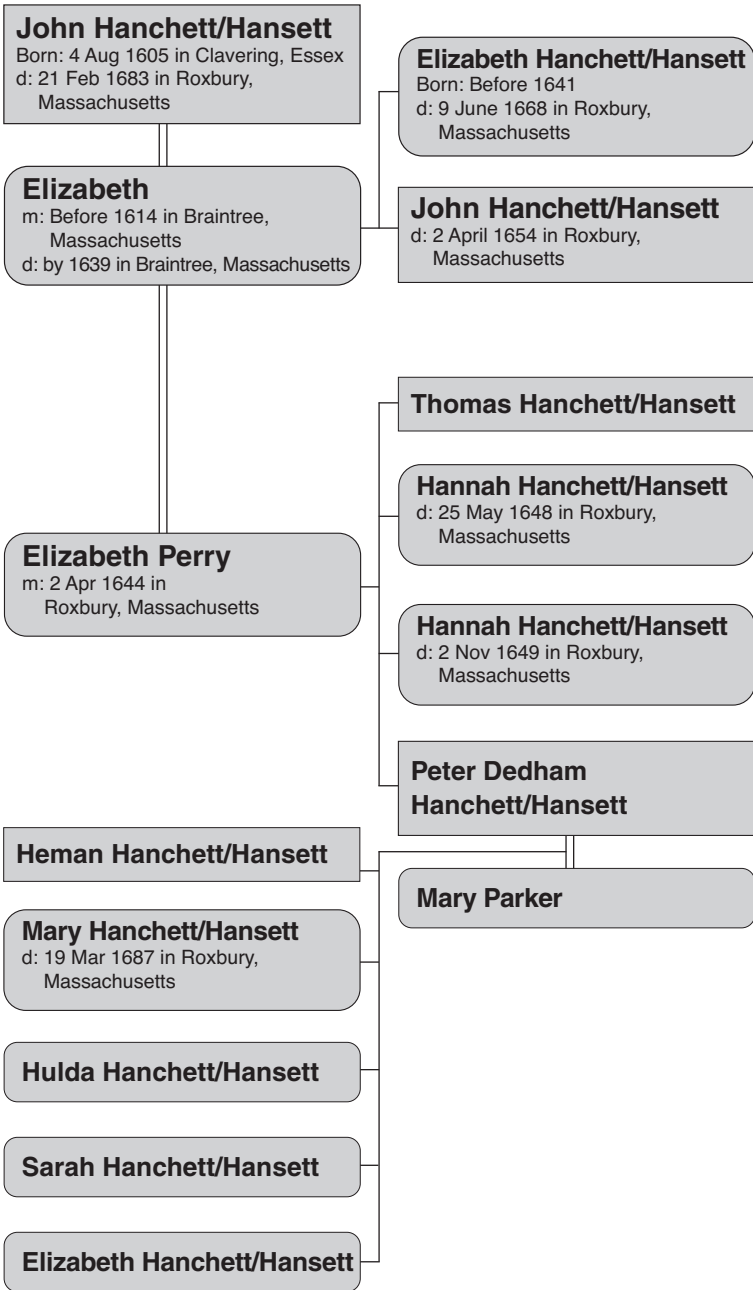 John Hanchett/Hansett
Born: 4 Aug 1605 in Clavering, Essex
d: 21 Feb 1683 in Roxbury,
Massachusetts
Elizabeth Hanchett/Hansett
Born: Before 1641
d: 9 June 1668 in Roxbury,
Massachusetts
Elizabeth
m: Before 1614 in Braintree,
Massachusetts
d: by 1639 in Braintree, Massachusetts
John Hanchett/Hansett
d: 2 April 1654 in Roxbury,
Massachusetts
Thomas Hanchett/Hansett
Hannah Hanchett/Hansett
d: 25 May 1648 in Roxbury,
Massachusetts
Elizabeth Perry
m: 2 Apr 1644 in
Roxbury, Massachusetts
Hannah Hanchett/Hansett
d: 2 Nov 1649 in Roxbury,
Massachusetts
Peter Dedham
Hanchett/Hansett
Mary Parker
Heman Hanchett/Hansett
Mary Hanchett/Hansett
d: 19 Mar 1687 in Roxbury,
Massachusetts
Hulda Hanchett/Hansett
Sarah Hanchett/Hansett
Elizabeth Hanchett/Hansett